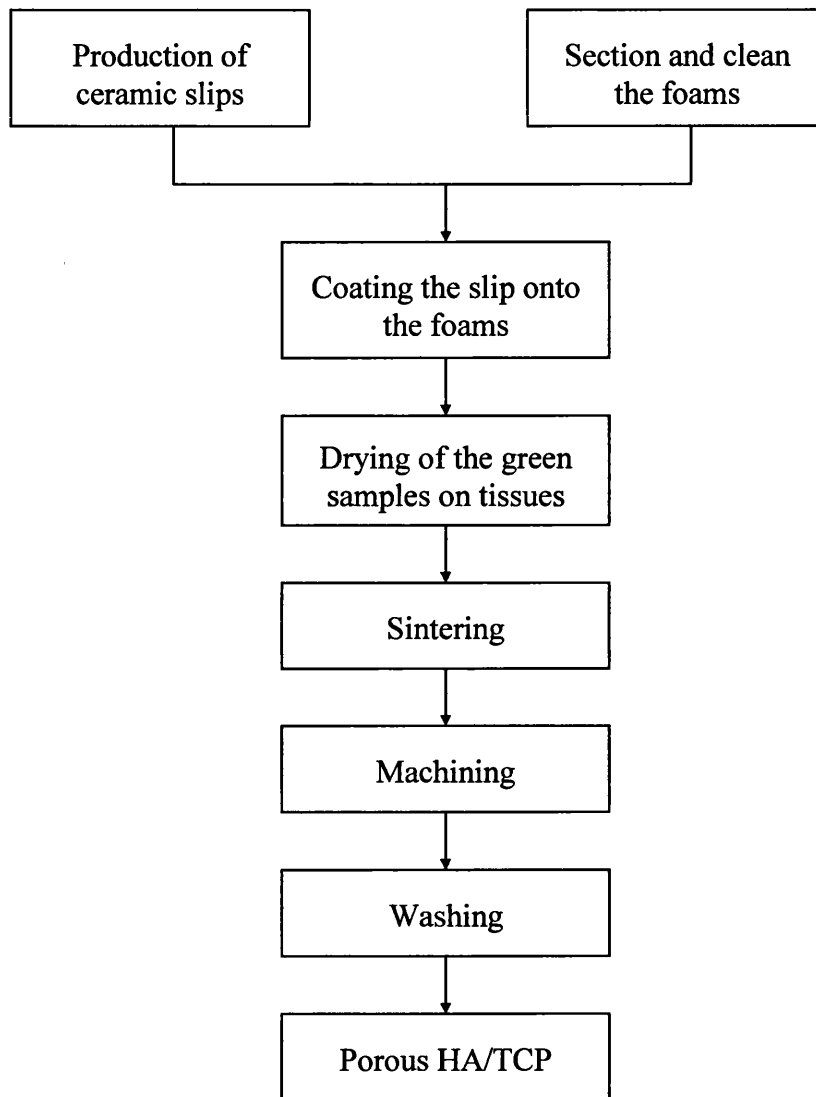 Production of
ceramic slips
Section and clean
the foams
Coating the slip onto
the foams
Drying of the green
samples on tissues
Sintering
Machining
Washing
Porous HA/TCP